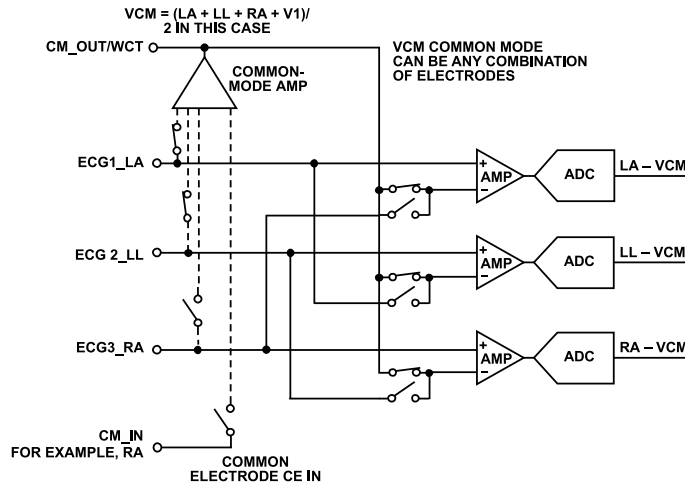 VCM = (LA + LL + RA + V1)/
2 IN THIS CASE
CM_OUT/WCT
COMMON-
MODE AMP
VCM COMMON MODE
CAN BE ANY COMBINATION
OF ELECTRODES
ECG1_LA
+
AMP
–
ADC
LA – VCM
ECG 2_LL
+
AMP
–
ADC
LL – VCM
ECG3_RA
+
AMP
–
ADC
RA – VCM
CM_IN
FOR EXAMPLE, RA
COMMON
ELECTRODE CE IN